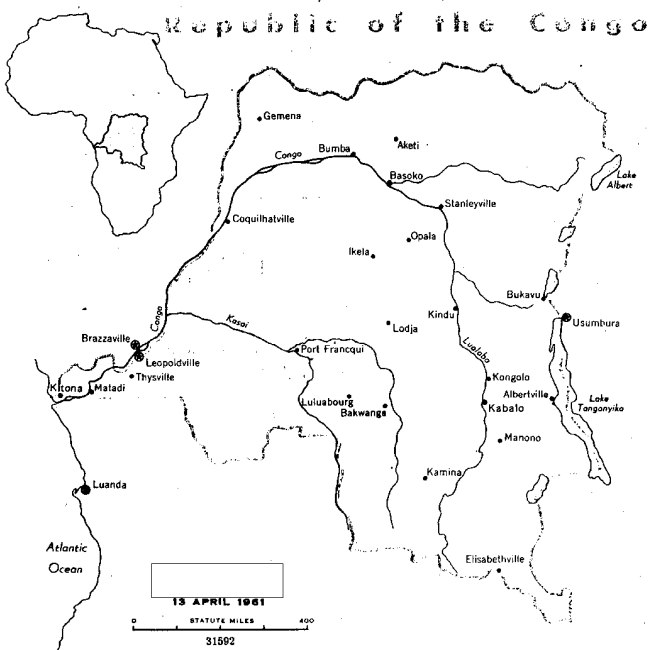 Republic of the Congo
Gemena
Aketi
Bumba
Congo
Basoko
Lake
Albert
Stanleyville
Coquilhatville
Opala
Ikela
Bukavu
Kindu
Usumbura
Congo
Kasai
Lodja
Brazzaville
Lualaba
Port Francqui
Leopoldville
Thysville
Kongolo
Kitona
Matadi
Luluabourg
Albertville
Lake
Tanganyika
Bakwanga
Kabalo
Manono
Kamina
Luanda
Atlantic
Ocean
Elisabethville
13 APRIL 1961
0 STATUTE MILES 400
31592